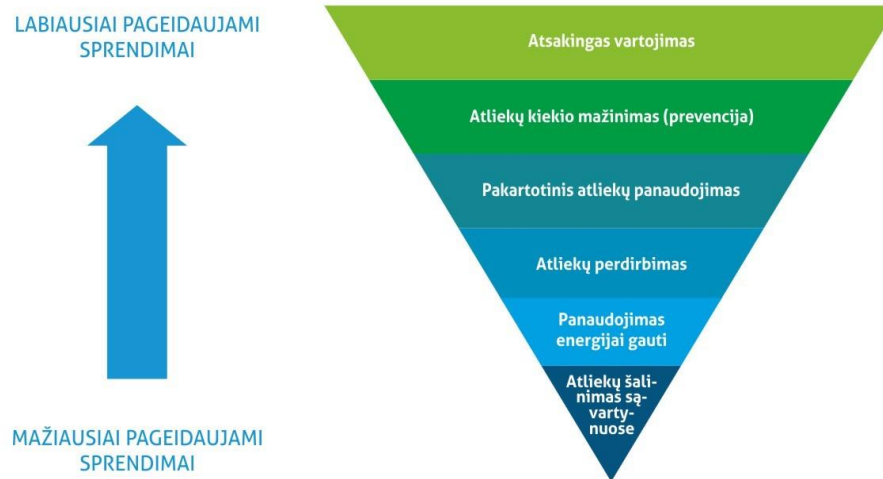 LABIAUSIAI PAGEIDAUJAMI
SPRENDIMAI
Atsakingas vartojimas
Atliekų kiekio mažinimas (prevencija)
Pakartotinis atliekų panaudojimas
Atliekų perdirbimas
Panaudojimas
energijai gauti
Atliekų šali-
nimas są-
varty-
nuose
MAŽIAUSIAI PAGEIDAUJAMI
SPRENDIMAI